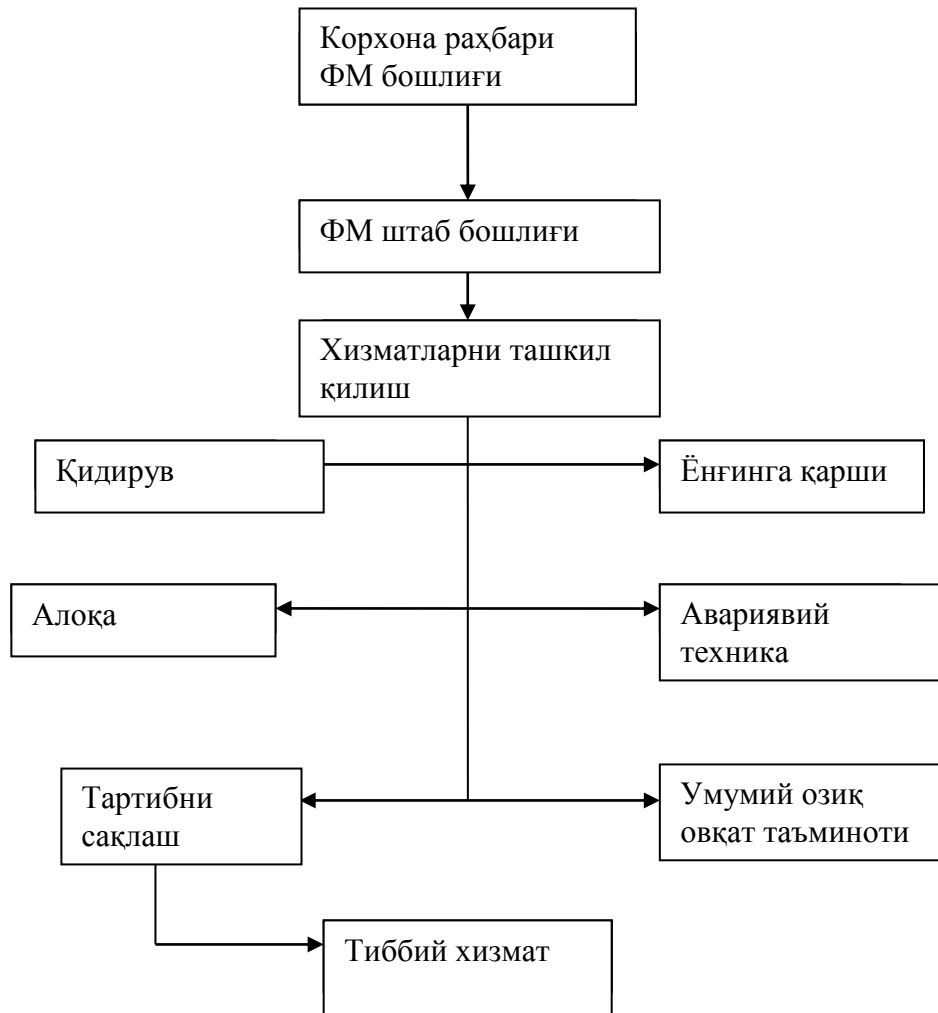 Корхона раҳбари
ФМ бошлиғи
ФМ штаб бошлиғи
Хизматларни ташкил
қилиш
Қидирув
Ёнғинга қарши
Алоқа
Авариявий
техника
Тартибни
сақлаш
Умумий озиқ
овқат таъминоти
Тиббий хизмат